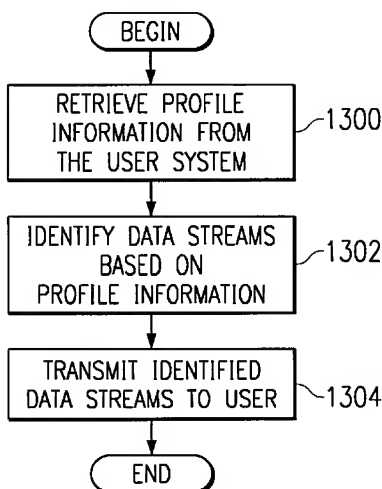 BEGIN
RETRIEVE PROFILE
INFORMATION FROM
THE USER SYSTEM
1300
IDENTIFY DATA STREAMS
BASED ON
PROFILE INFORMATION
1302
TRANSMIT IDENTIFIED
DATA STREAMS TO USER
1304
END